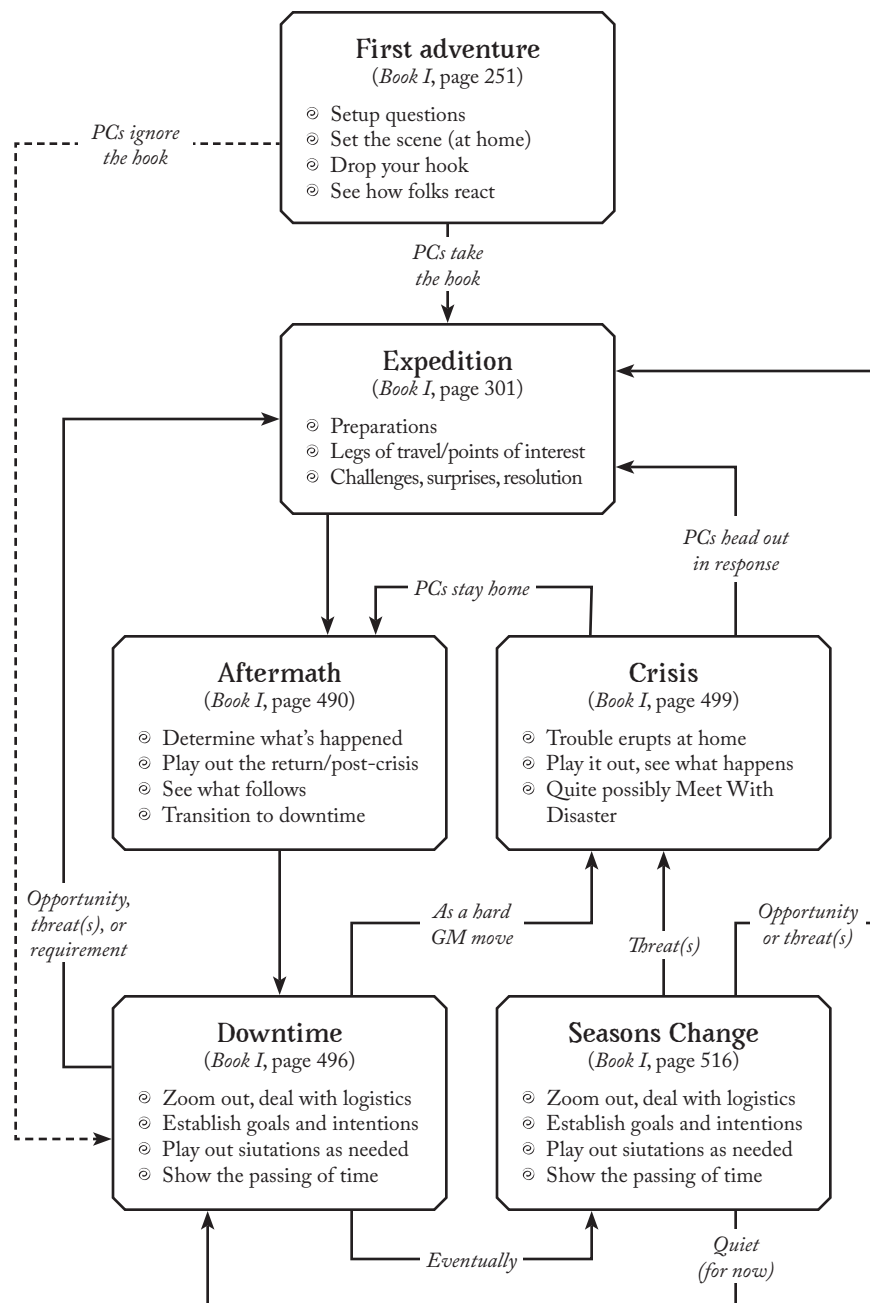 First adventure
(Book I, page 251)
Setup questions
Set the scene (at home)
Drop your hook
See how folks react
PCs ignore
the hook
PCs take
the hook
Expedition
(Book I, page 301)
Preparations
Legs of travel/points of interest
Challenges, surprises, resolution
PCs head out
in response
PCs stay home
Aftermath
(Book I, page 490)
Determine what's happened
Play out the return/post-crisis
See what follows
Transition to downtime
Crisis
(Book I, page 499)
Trouble erupts at home
Play it out, see what happens
Quite possibly Meet With
Disaster
Opportunity,
threat(s), or
requirement
As a hard
GM move
Threat(s)
Opportunity
or threat(s)
Downtime
(Book I, page 496)
Zoom out, deal with logistics
Establish goals and intentions
Play out siutations as needed
Show the passing of time
Seasons Change
(Book I, page 516)
Zoom out, deal with logistics
Establish goals and intentions
Play out siutations as needed
Show the passing of time
Eventually
Quiet
(for now)